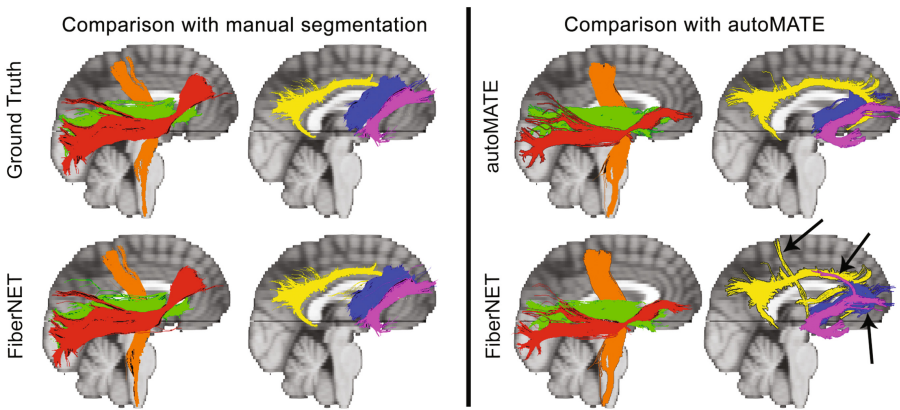 Comparison with manual segmentation
Comparison with autoMATE
Ground Truth
autoMATE
FiberNET
FiberNET